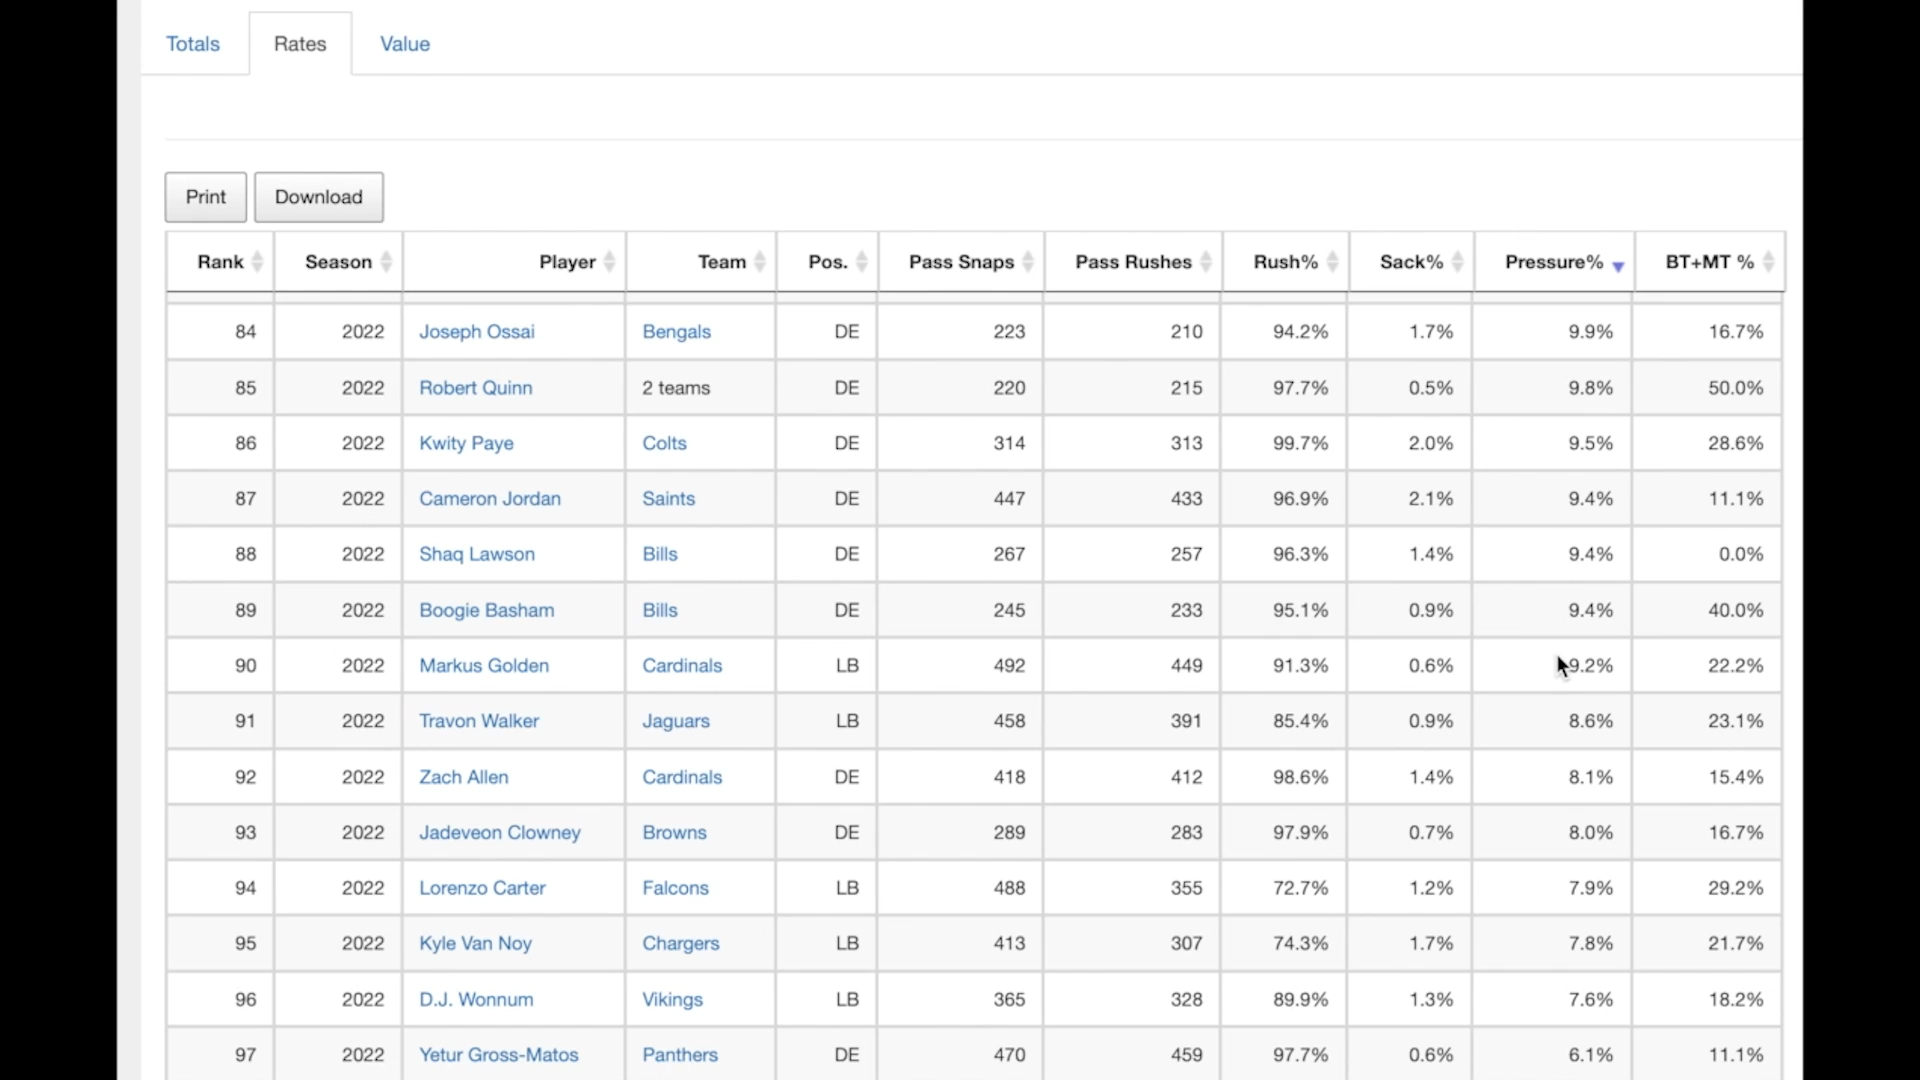 Totals Rates Value
Print Download
Rank Season Player Team Pos. Pass Snaps Pass Rushes Rush% Sack% Pressure% BT+MT %
84 2022 Joseph Ossai Bengals DE 223 210 94.2% 1.7% 9.9% 16.7%
85 2022 Robert Quinn 2 teams DE 220 215 97.7% 0.5% 9.8% 50.0%
86 2022 Kwity Paye Colts DE 314 313 99.7% 2.0% 9.5% 28.6%
87 2022 Cameron Jordan Saints DE 447 433 96.9% 2.1% 9.4% 11.1%
88 2022 Shaq Lawson Bills DE 267 257 96.3% 1.4% 9.4% 0.0%
89 2022 Boogie Basham Bills DE 245 233 95.1% 0.9% 9.4% 40.0%
90 2022 Markus Golden Cardinals LB 492 449 91.3% 0.6% 9.2% 22.2%
91 2022 Travon Walker Jaguars LB 458 391 85.4% 0.9% 8.6% 23.1%
92 2022 Zach Allen Cardinals DE 418 412 98.6% 1.4% 8.1% 15.4%
93 2022 Jadeveon Clowney Browns DE 289 283 97.9% 0.7% 8.0% 16.7%
94 2022 Lorenzo Carter Falcons LB 488 355 72.7% 1.2% 7.9% 29.2%
95 2022 Kyle Van Noy Chargers LB 413 307 74.3% 1.7% 7.8% 21.7%
96 2022 D.J. Wonnum Vikings LB 365 328 89.9% 1.3% 7.6% 18.2%
97 2022 Yetur Gross-Matos Panthers DE 470 459 97.7% 0.6% 6.1% 11.1%